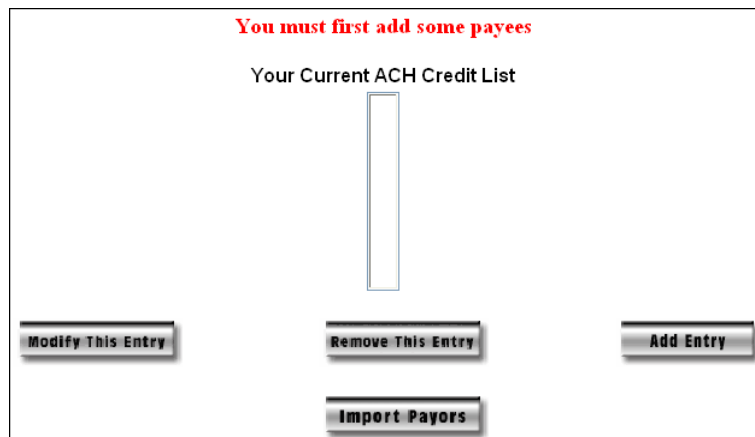 You must first add some payees
Your Current ACH Credit List
Modify This Entry
Remove This Entry
Add Entry
Import Payors